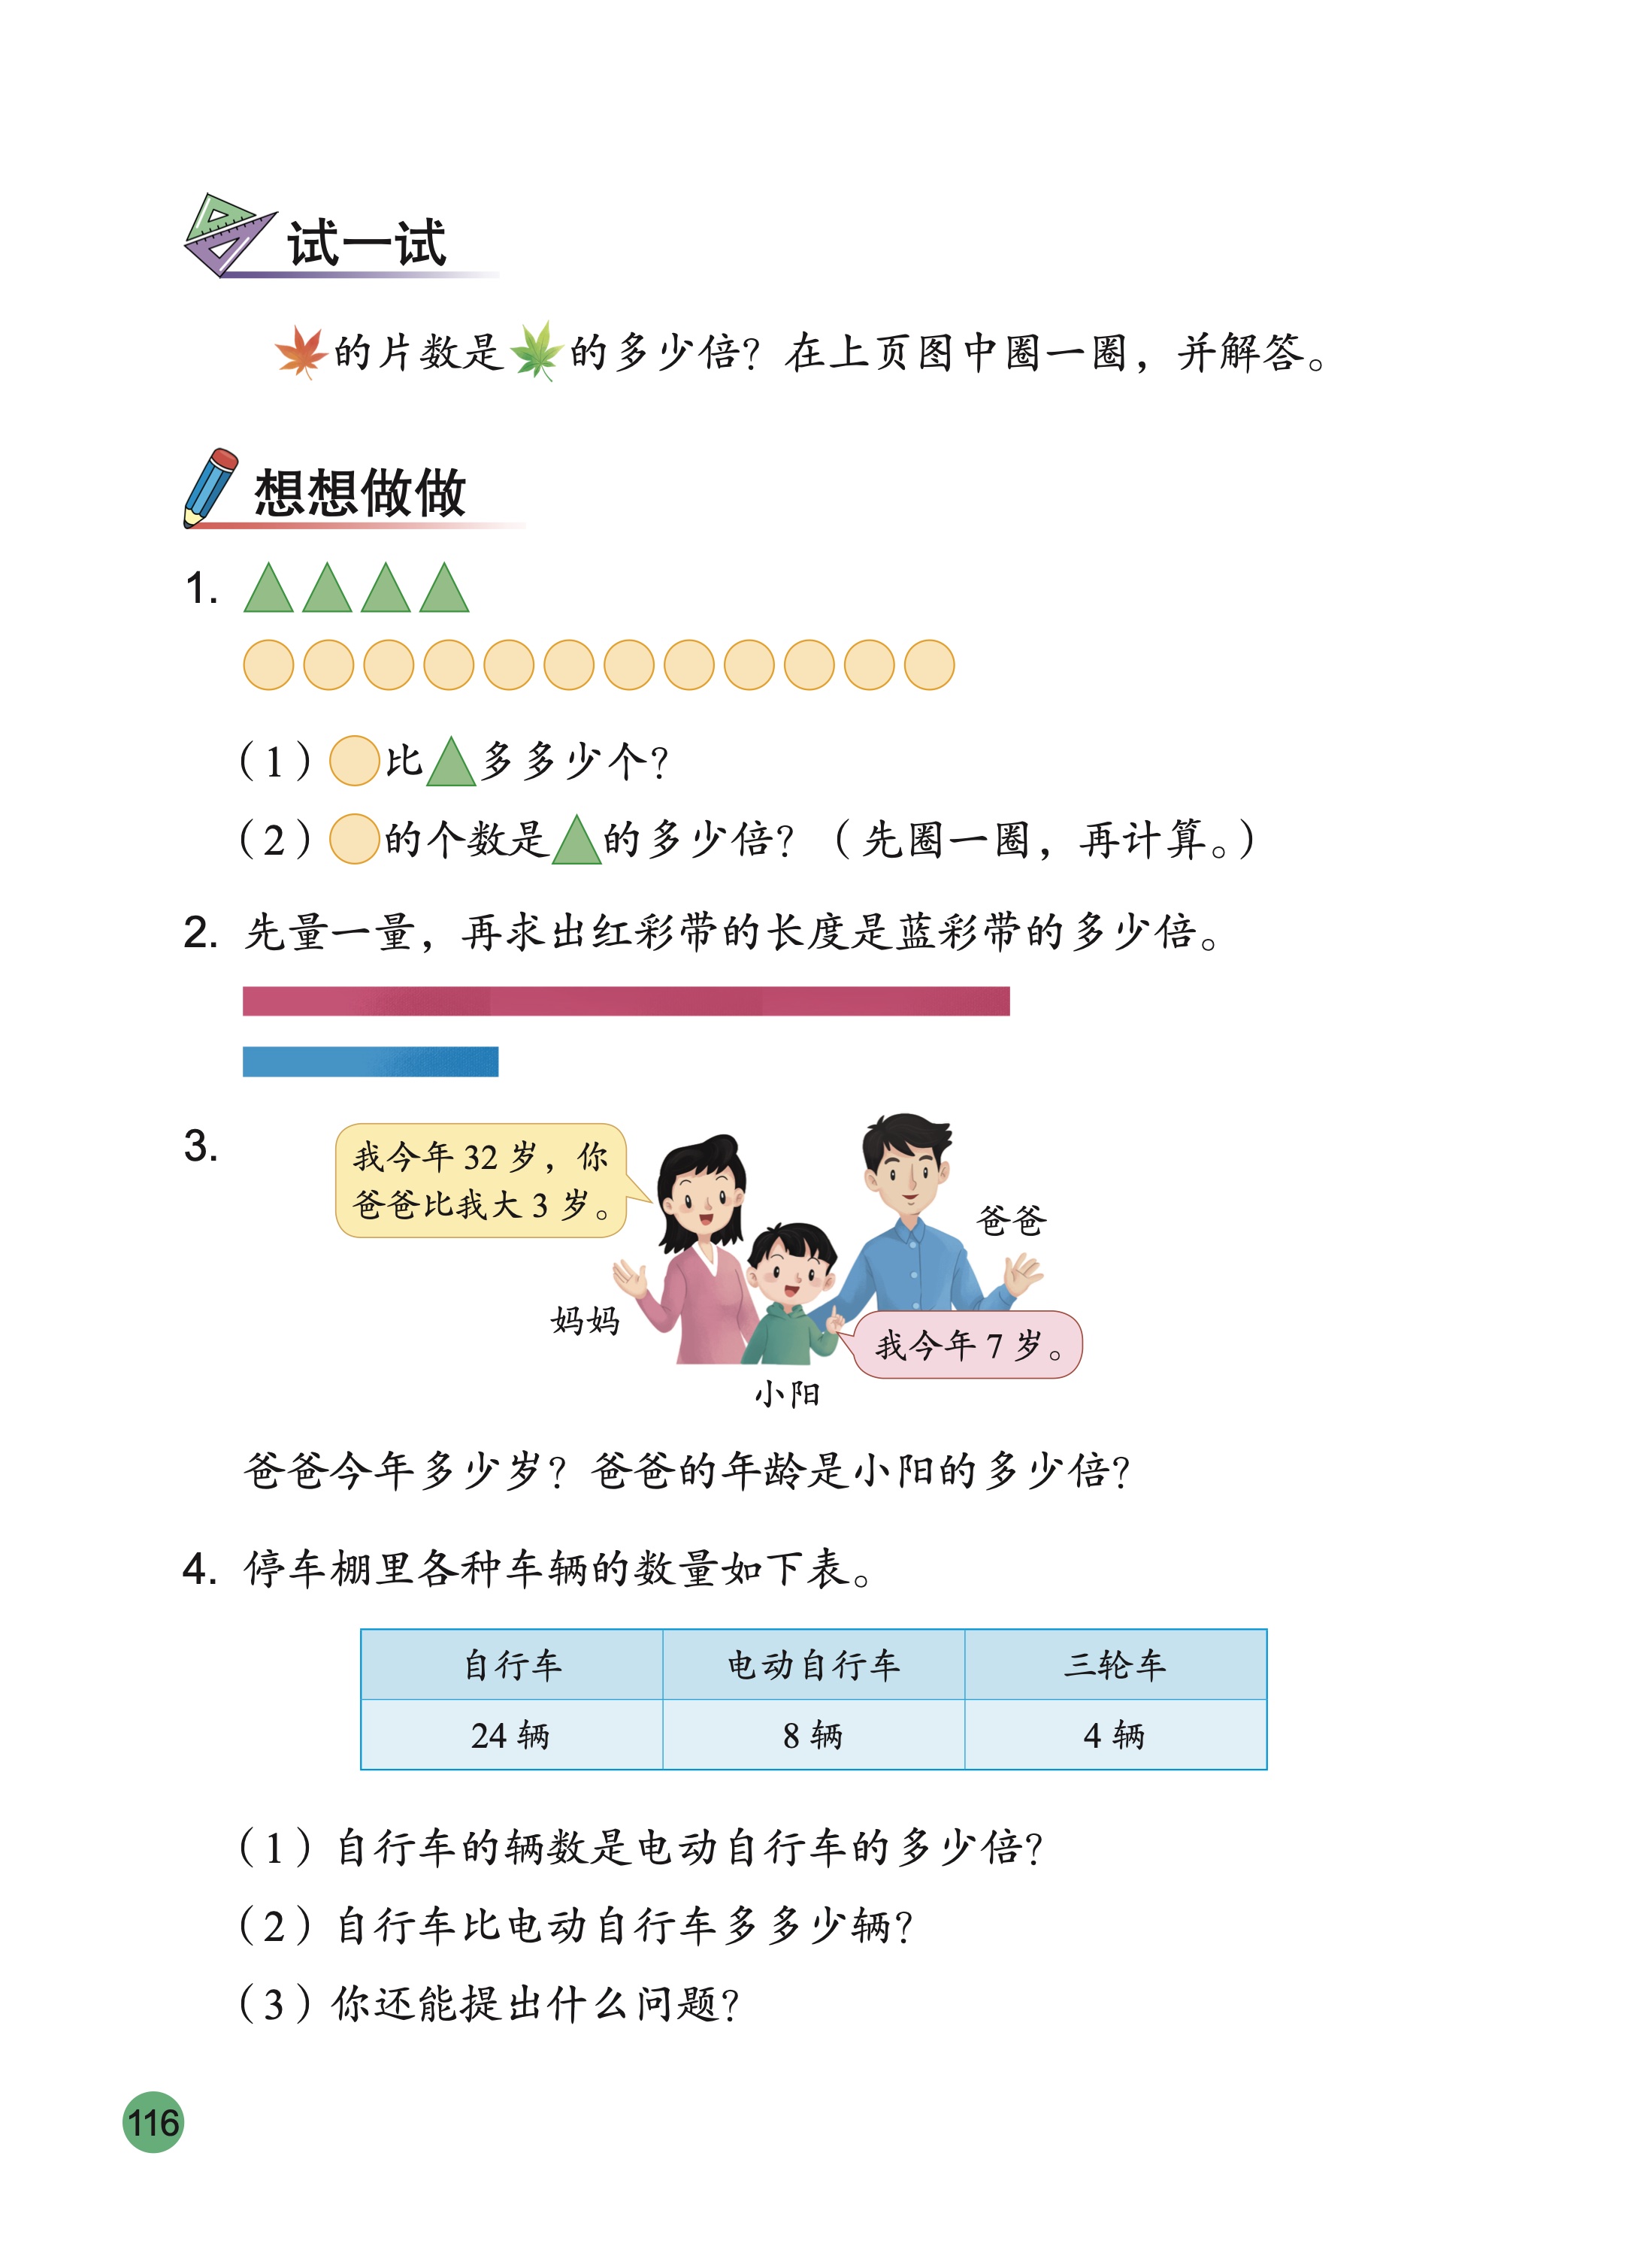 试一试
的片数是的多少倍？在上页图中圈一圈，并解答。
想想做做
1.
（1）比多多少个？
（2）的个数是的多少倍？（先圈一圈，再计算。）
2. 先量一量，再求出红彩带的长度是蓝彩带的多少倍。
3.
我今年 32 岁，你
爸爸比我大 3 岁。
爸爸
妈妈
我今年 7 岁。
小阳
爸爸今年多少岁？爸爸的年龄是小阳的多少倍？
4. 停车棚里各种车辆的数量如下表。
自行车 电动自行车 三轮车
24 辆 8 辆 4 辆
（1）自行车的辆数是电动自行车的多少倍？
（2）自行车比电动自行车多多少辆？
（3）你还能提出什么问题？
116